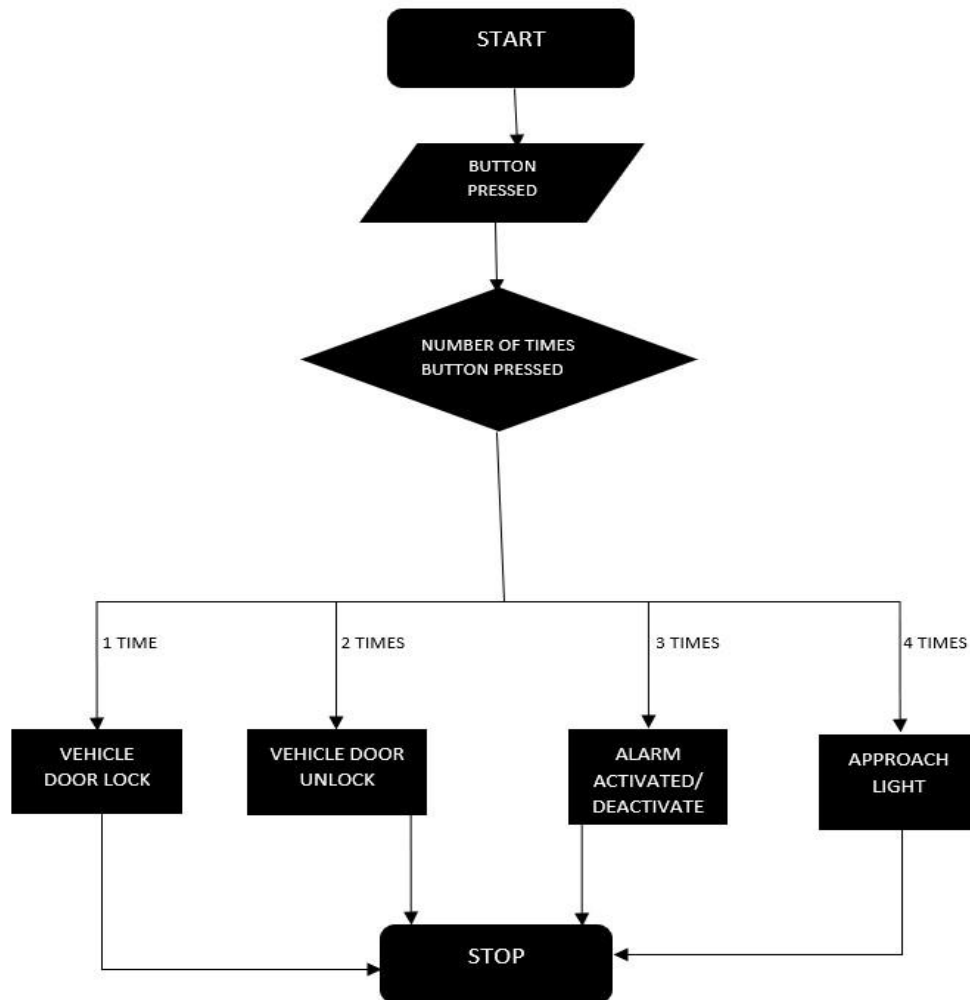 START
BUTTON
PRESSED
NUMBER OF TIMES
BUTTON PRESSED
1 TIME
2 TIMES
3 TIMES
4 TIMES
VEHICLE
DOOR LOCK
VEHICLE DOOR
UNLOCK
ALARM
ACTIVATED/
DEACTIVATE
APPROACH
LIGHT
STOP